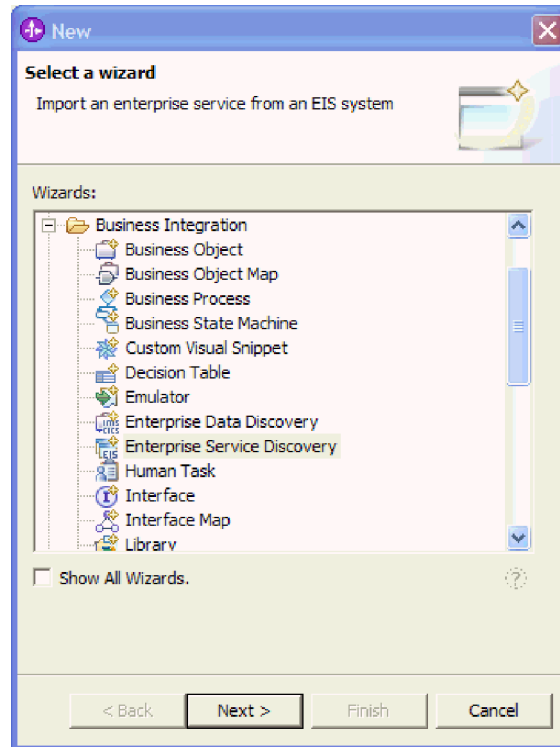 New
Select a wizard
Import an enterprise service from an EIS system
Wizards:
Business Integration
Business Object
Business Object Map
Business Process
Business State Machine
Custom Visual Snippet
Decision Table
Emulator
Enterprise Data Discovery
Enterprise Service Discovery
Human Task
Interface
Interface Map
Library
Show All Wizards.
< Back Next > Finish Cancel